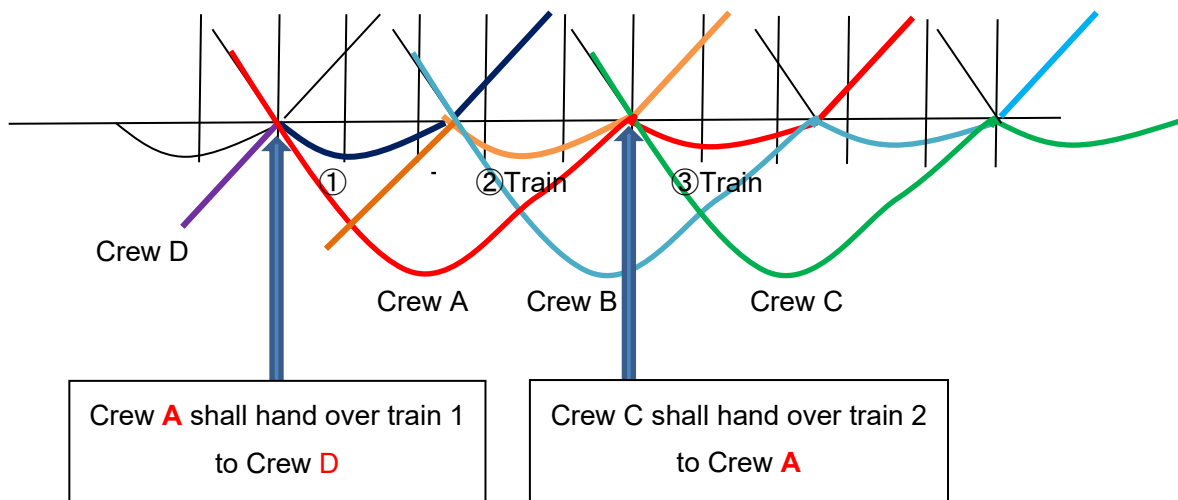 ① ②Train ③Train
Crew D
Crew A Crew B Crew C
Crew A shall hand over train 1
to Crew D
Crew C shall hand over train 2
to Crew A